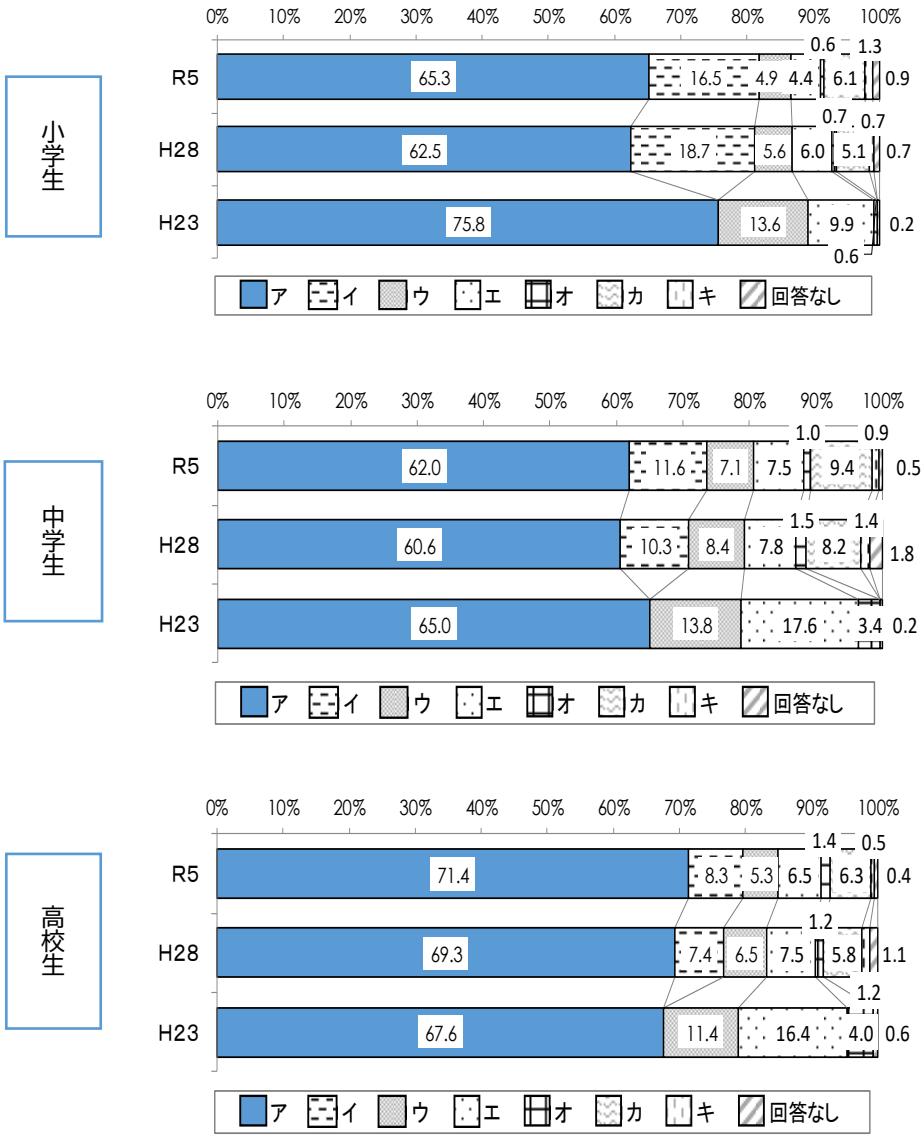 0% 10% 20% 30% 40% 50% 60% 70% 80% 90% 100%
小学生
0.6 1.3
R5 65.3 16.5 4.9 4.4 6.1 0.9
0.7 0.7
H28 62.5 18.7 5.6 6.0 5.1 0.7
H23 75.8 13.6 9.9 0.2
0.6
ア イ ウ エ オ カ キ 回答なし
0% 10% 20% 30% 40% 50% 60% 70% 80% 90% 100%
中学生
1.0 0.9
R5 62.0 11.6 7.1 7.5 9.4 0.5
1.5 1.4
H28 60.6 10.3 8.4 7.8 8.2 1.8
H23 65.0 13.8 17.6 3.4 0.2
ア イ ウ エ オ カ キ 回答なし
0% 10% 20% 30% 40% 50% 60% 70% 80% 90% 100%
高校生
1.4 0.5
R5 71.4 8.3 5.3 6.5 6.3 0.4
1.2
H28 69.3 7.4 6.5 7.5 5.8 1.1
1.2
H23 67.6 11.4 16.4 4.0 0.6
ア イ ウ エ オ カ キ 回答なし